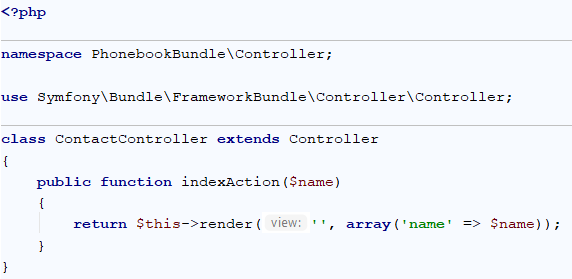 <?php
namespace PhonebookBundle\Controller;
use Symfony\Bundle\FrameworkBundle\Controller\Controller;
class ContactController extends Controller
{
    public function indexAction($name)
    {
        return $this->render( view: '', array('name' => $name));
    }
}